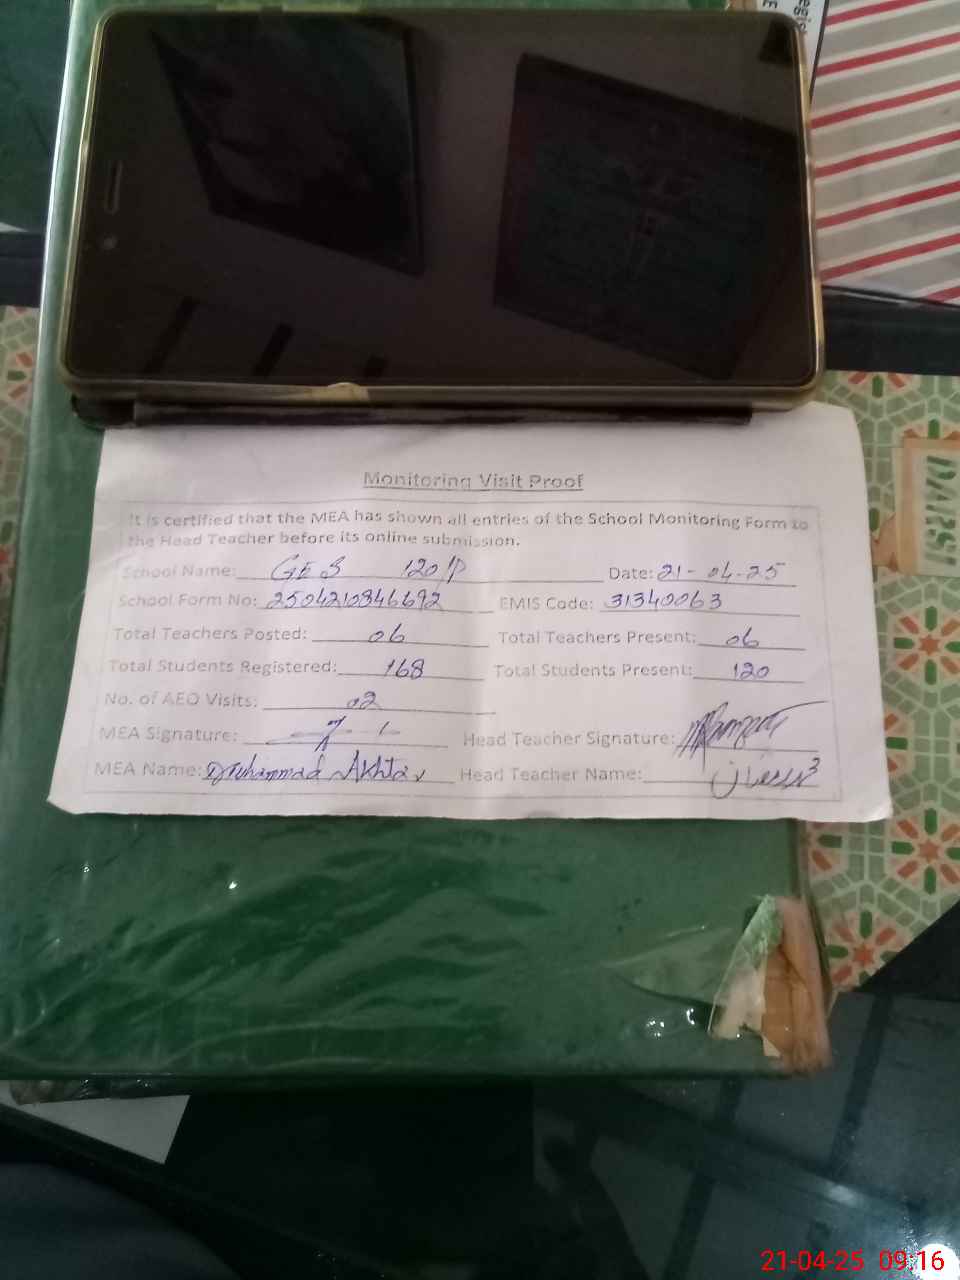 Monitoring Visit Proof
It is certified that the MEA has shown all entries of the School Monitoring Form to
the Head Teacher before its online submission.
School Name: GES 120/P Date: 21-04-25
School Form No: 2504210846692 EMIS Code: 31340063
Total Teachers Posted: 06 Total Teachers Present: 06
Total Students Registered: 168 Total Students Present: 120
No. of AEO Visits: 02
MEA Signature: Head Teacher Signature:
MEA Name: Muhammad Akhtar Head Teacher Name:
21-04-25 09:16